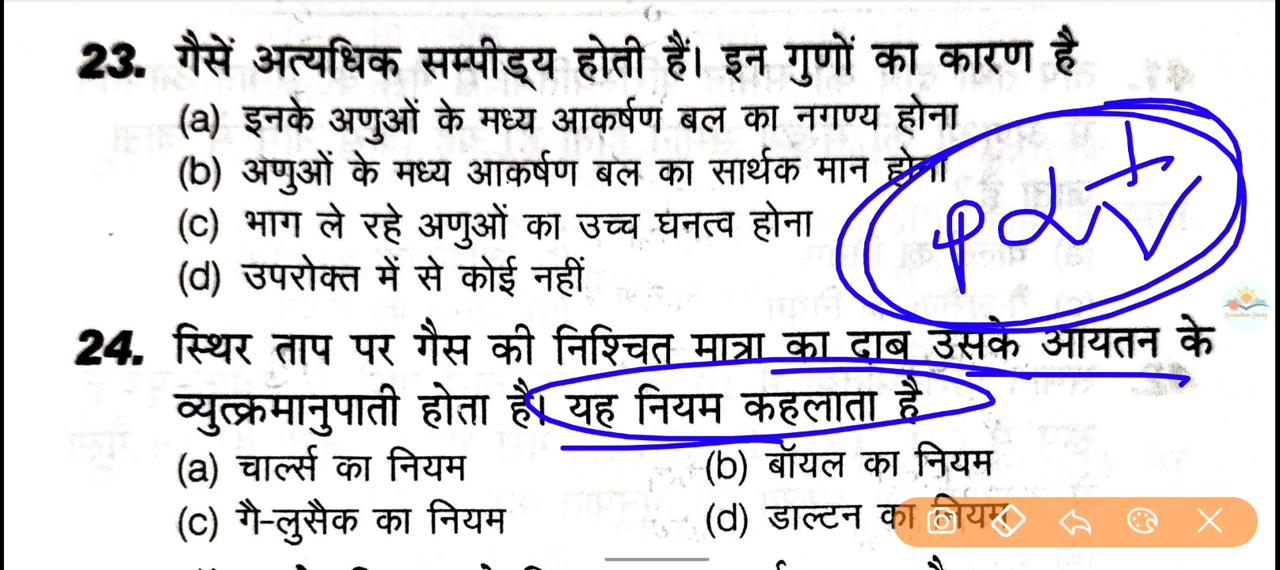 23. गैसें अत्यधिक सम्पीड्य होती हैं। इन गुणों का कारण है
(a) इनके अणुओं के मध्य आकर्षण बल का नगण्य होना
(b) अणुओं के मध्य आकर्षण बल का सार्थक मान होना
(c) भाग ले रहे अणुओं का उच्च घनत्व होना
(d) उपरोक्त में से कोई नहीं
P α 1/V
24. स्थिर ताप पर गैस की निश्चित मात्रा का दाब उसके आयतन के
व्युत्क्रमानुपाती होता है। यह नियम कहलाता है
(a) चार्ल्स का नियम (b) बॉयल का नियम
(c) गै-लुसैक का नियम (d) डाल्टन का नियम